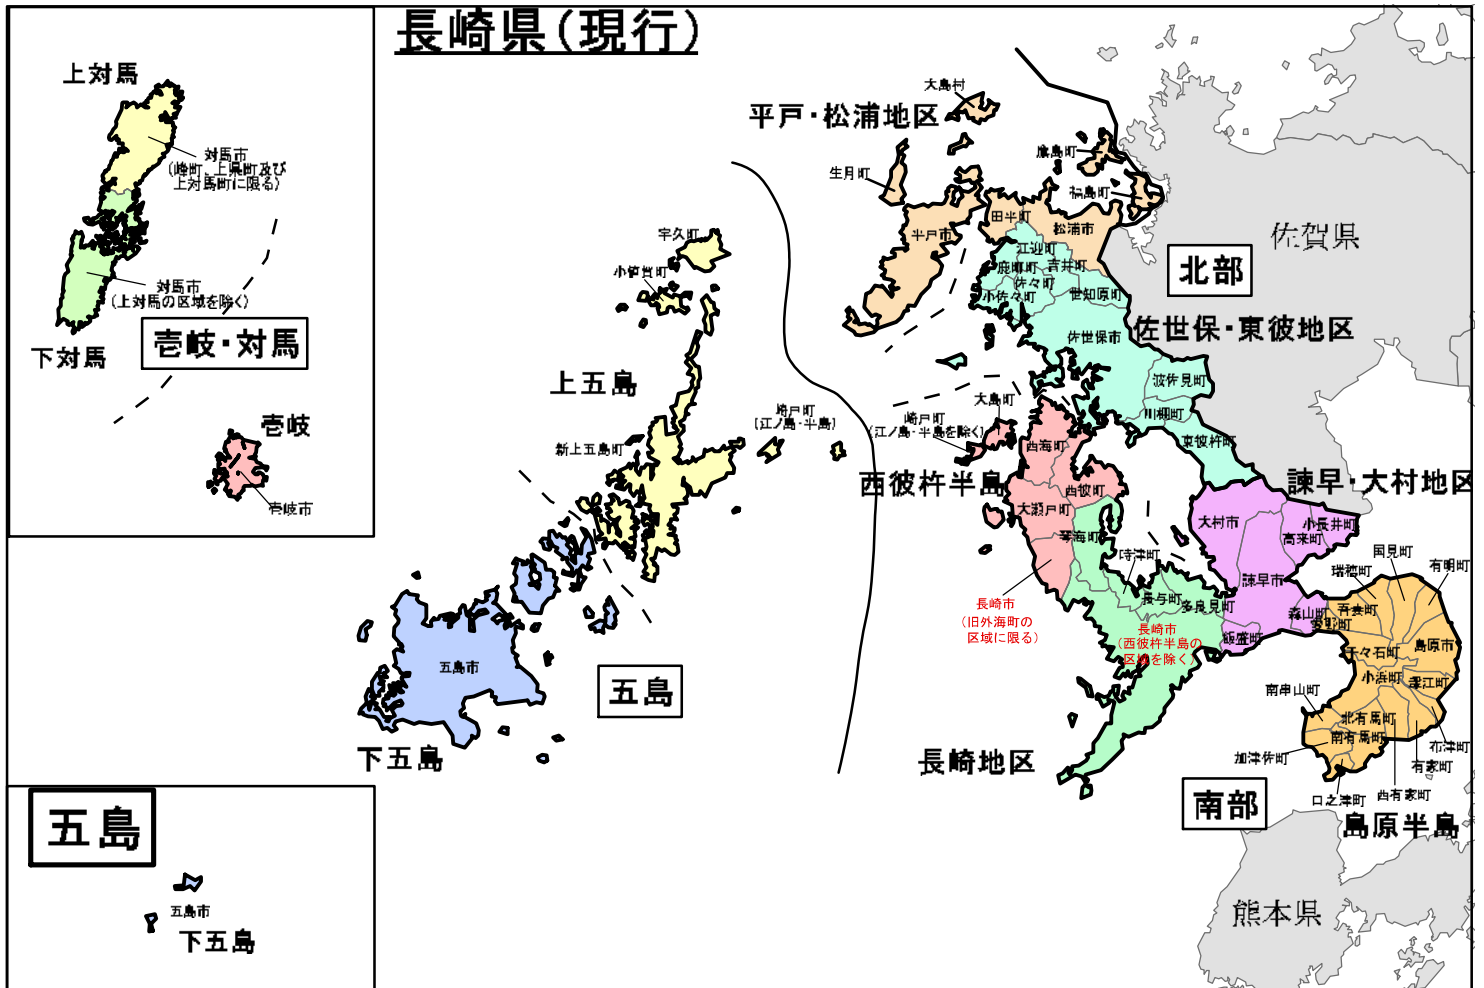 長崎県(現行)
上対馬
対馬市
(峰町、上県町及び
上対馬町に限る)
対馬市
(上対馬の区域を除く)
下対馬
壱岐・対馬
壱岐
壱岐市
平戸・松浦地区
大島村
生月町
鷹島町
福島町
平戸市
田平町
松浦市
佐賀県
北部
江迎町
鹿町町
吉井町
佐々町
小佐々町
世知原町
佐世保市
佐世保・東彼地区
波佐見町
川棚町
東彼杵町
宇久町
小値賀町
上五島
新上五島町
崎戸町
(江ノ島・平島)
大島町
崎戸町
(江ノ島・平島を除く)
西彼杵半島
西海町
西彼町
大瀬戸町
琴海町
時津町
長与町
多良見町
長崎市
(旧外海町の
区域に限る)
長崎市
(西彼杵半島の
区域を除く)
長崎地区
諫早・大村地区
大村市
小長井町
高来町
諫早市
森山町
飯盛町
国見町
有明町
瑞穂町
吾妻町
愛野町
千々石町
島原市
小浜町
深江町
南串山町
北有馬町
南有馬町
布津町
加津佐町
有家町
口之津町
西有家町
島原半島
南部
熊本県
五島市
五島
下五島
五島
五島市
下五島